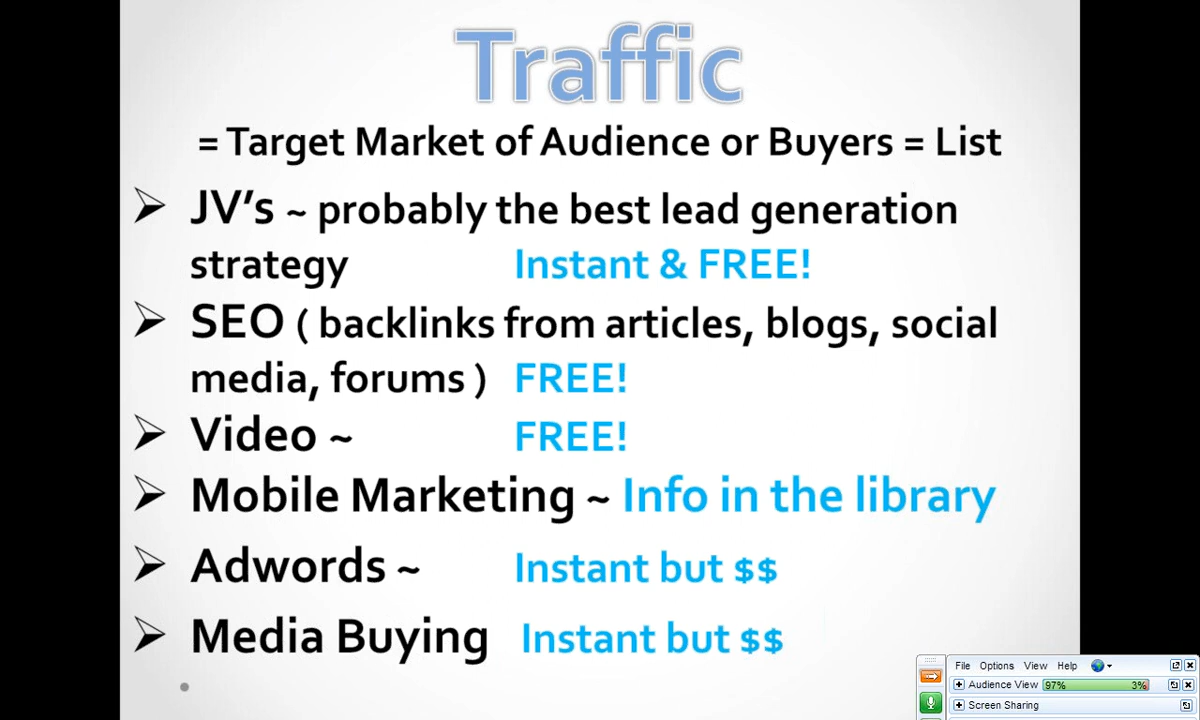 Traffic
= Target Market of Audience or Buyers = List
JV's ~ probably the best lead generation
strategy Instant & FREE!
SEO ( backlinks from articles, blogs, social
media, forums ) FREE!
Video ~ FREE!
Mobile Marketing ~ Info in the library
Adwords ~ Instant but $$
Media Buying Instant but $$
File Options View Help
Audience View 97% 3%
Screen Sharing